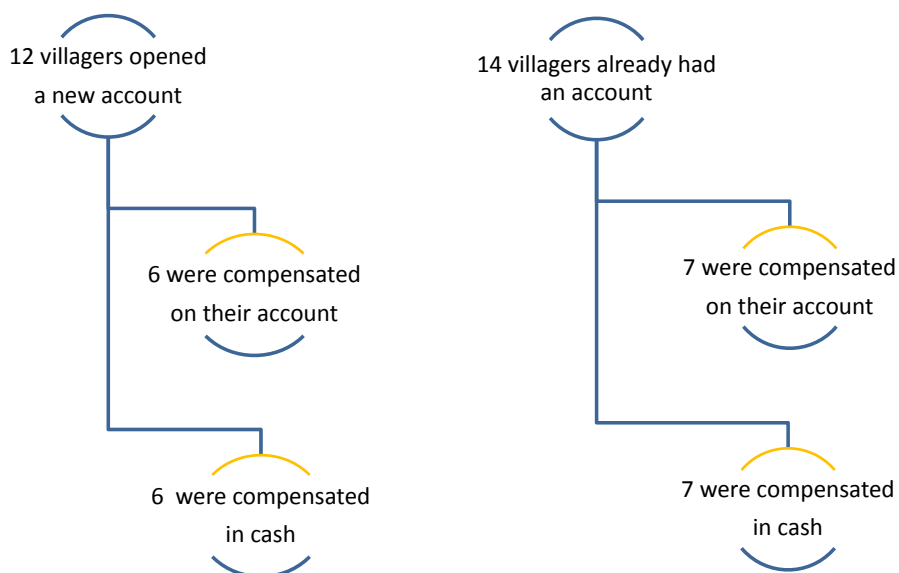 12 villagers opened
a new account
14 villagers already had
an account
6 were compensated
on their account
7 were compensated
on their account
6 were compensated
in cash
7 were compensated
in cash